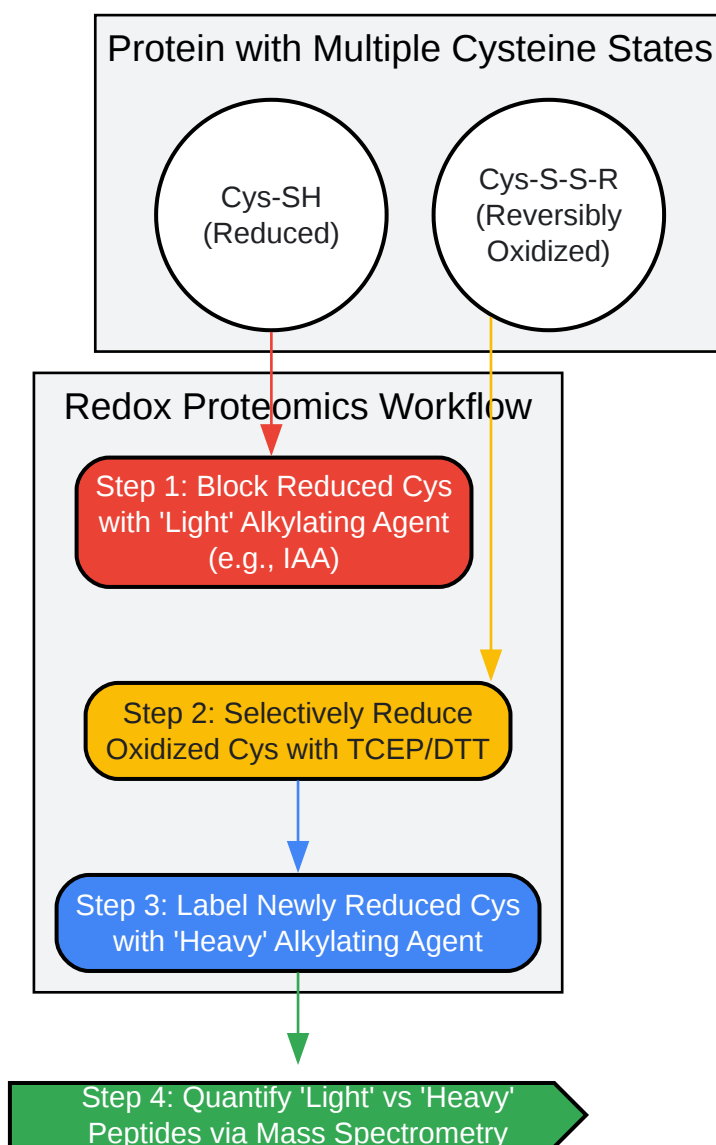 Protein with Multiple Cysteine States
Cys-SH
(Reduced)
Cys-S-S-R
(Reversibly
Oxidized)
Redox Proteomics Workflow
Step 1: Block Reduced Cys
with 'Light' Alkylating Agent
(e.g., IAA)
Step 2: Selectively Reduce
Oxidized Cys with TCEP/DTT
Step 3: Label Newly Reduced Cys
with 'Heavy' Alkylating Agent
Step 4: Quantify 'Light' vs 'Heavy'
Peptides via Mass Spectrometry